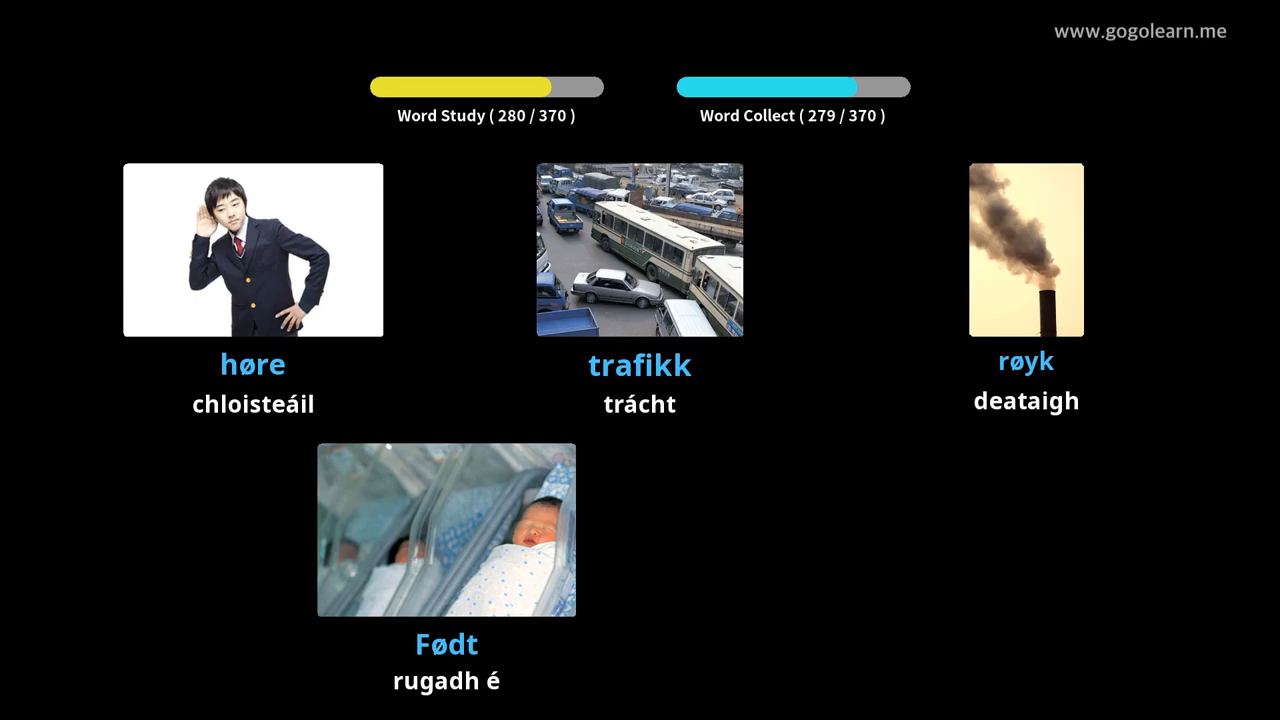 www.gogolearn.me
Word Study ( 280 / 370 )
Word Collect ( 279 / 370 )
høre
chloisteáil
trafikk
trácht
røyk
deataigh
Født
rugadh é